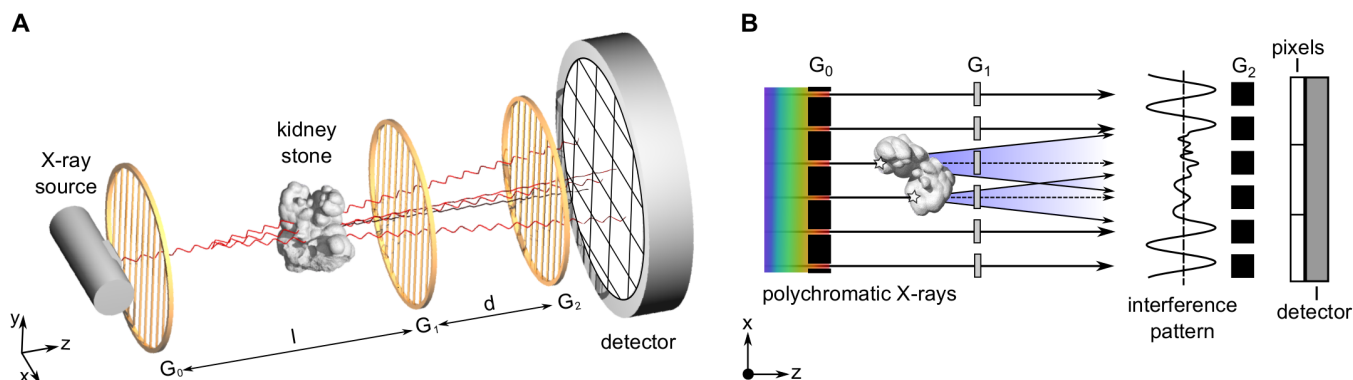 A
X-ray
source
kidney
stone
G₀
l
G₁
d
G₂
detector
y
z
x
B
G₀
G₁
pixels
G₂
polychromatic X-rays
interference
pattern
detector
x
z